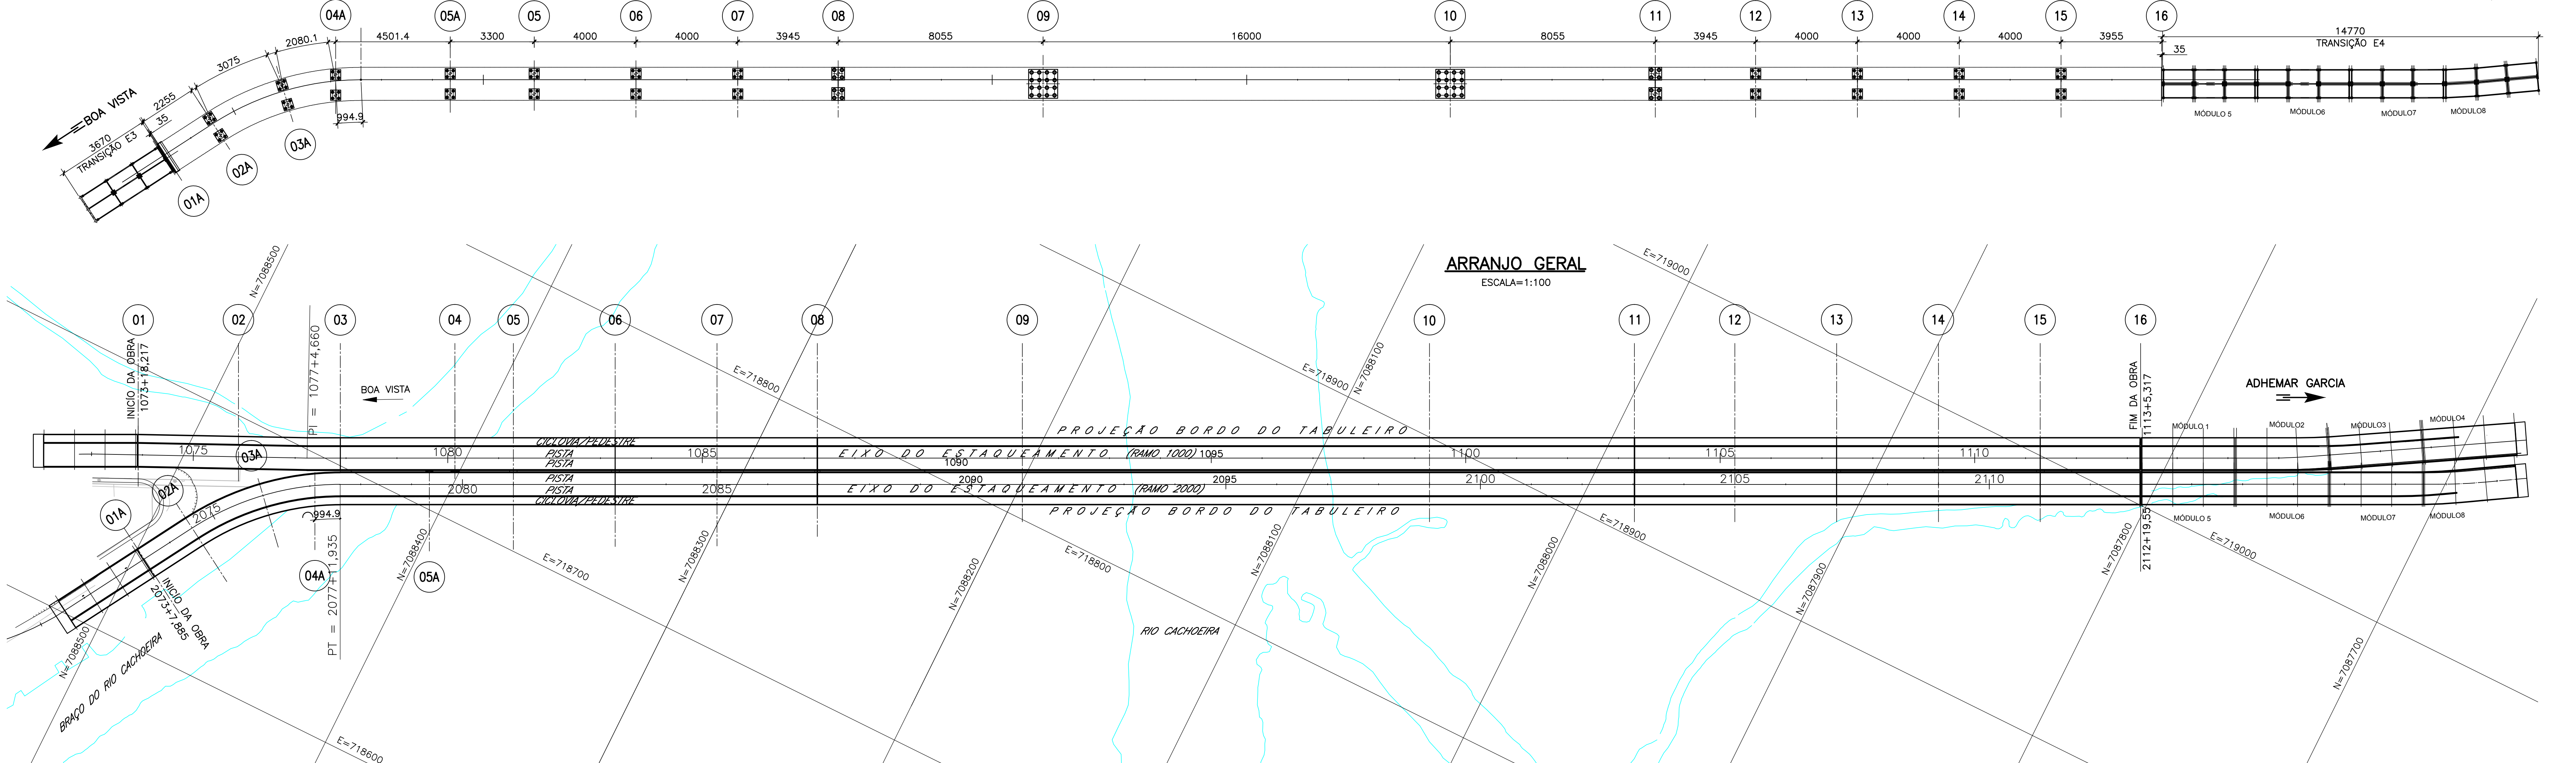 04A 05A 05 06 07 08 09 10 11 12 13 14 15 16
2080.1 4501.4 3300 4000 4000 3945 8055 16000 8055 3945 4000 4000 4000 3955 14770
TRANSIÇÃO E4
35
3075
2255
35
BOA VISTA
3670
TRANSIÇÃO E3
994.9
03A
02A
01A
MÓDULO 5 MÓDULO6 MÓDULO7 MÓDULO8
ARRANJO GERAL
ESCALA=1:100
N=7088500
E=719000
01 02 03 04 05 06 07 08 09 10 11 12 13 14 15 16
INICÍO DA OBRA
1073+18,217
PI = 1077+4,660
BOA VISTA
E=718800
E=718900
N=7088100
FIM DA OBRA
1113+5,317
ADHEMAR GARCIA
PROJEÇÃO BORDO DO TABULEIRO
MÓDULO 1 MÓDULO2 MÓDULO3 MÓDULO4
CICLOVIA/PEDESTRE
1075 1080 PISTA 1085 EIXO DO ESTAQUEAMENTO (RAMO 1000) 1095 1100 1105 1110
PISTA 1090
03A
PISTA
2075 2080 PISTA 2085 2090 2095 2100 2105 2110
EIXO DO ESTAQUEAMENTO (RAMO 2000)
CICLOVIA/PEDESTRE
02A
01A
994.9
PROJEÇÃO BORDO DO TABULEIRO
MÓDULO 5 MÓDULO6 MÓDULO7 MÓDULO8
2112+19,551
04A
05A
PT = 2077+11,935
INICÍO DA OBRA
2073+7,885
N=7088400
E=718700
N=7088300
N=7088200
E=718800
N=7088100
N=7088000
E=718900
N=7087900
N=7087800
E=719000
N=7087700
RIO CACHOEIRA
N=7088500
BRAÇO DO RIO CACHOEIRA
E=718600